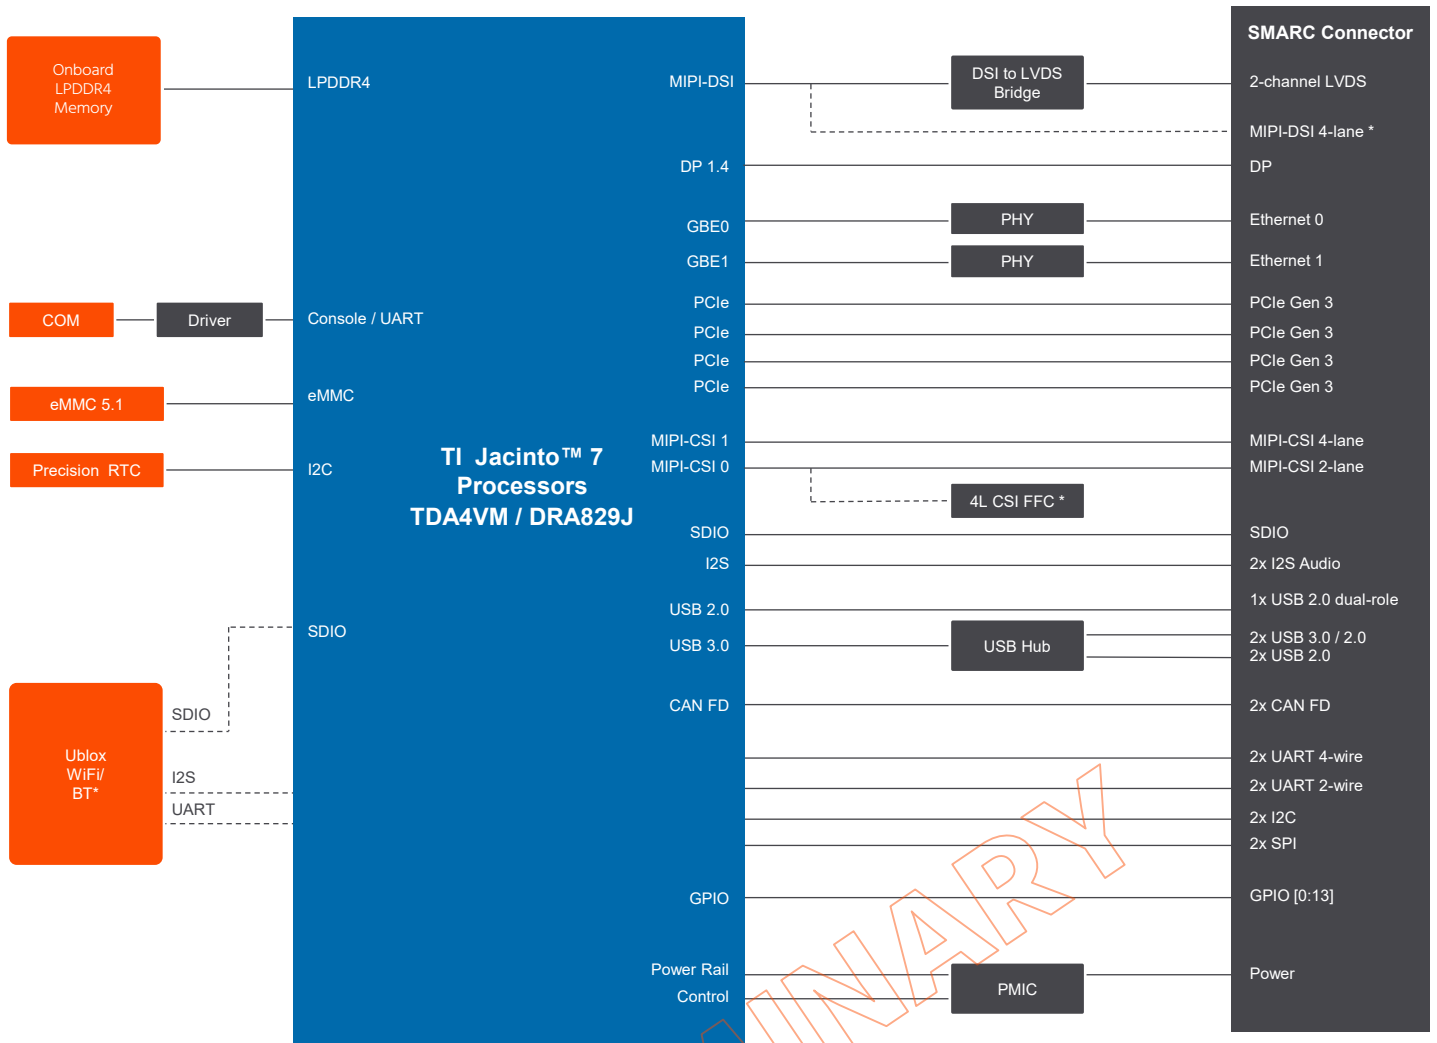 Onboard
LPDDR4
Memory
COM
Driver
eMMC 5.1
Precision RTC
Ublox
WiFi/
BT*
SDIO
I2S
UART
LPDDR4
Console / UART
eMMC
I2C
SDIO
TI Jacinto™ 7
Processors
TDA4VM / DRA829J
MIPI-DSI
DP 1.4
GBE0
GBE1
PCIe
PCIe
PCIe
PCIe
MIPI-CSI 1
MIPI-CSI 0
SDIO
I2S
USB 2.0
USB 3.0
CAN FD
GPIO
Power Rail
Control
DSI to LVDS
Bridge
PHY
PHY
4L CSI FFC *
USB Hub
PMIC
SMARC Connector
2-channel LVDS
MIPI-DSI 4-lane *
DP
Ethernet 0
Ethernet 1
PCIe Gen 3
PCIe Gen 3
PCIe Gen 3
PCIe Gen 3
MIPI-CSI 4-lane
MIPI-CSI 2-lane
SDIO
2x I2S Audio
1x USB 2.0 dual-role
2x USB 3.0 / 2.0
2x USB 2.0
2x CAN FD
2x UART 4-wire
2x UART 2-wire
2x I2C
2x SPI
GPIO [0:13]
Power
INARY